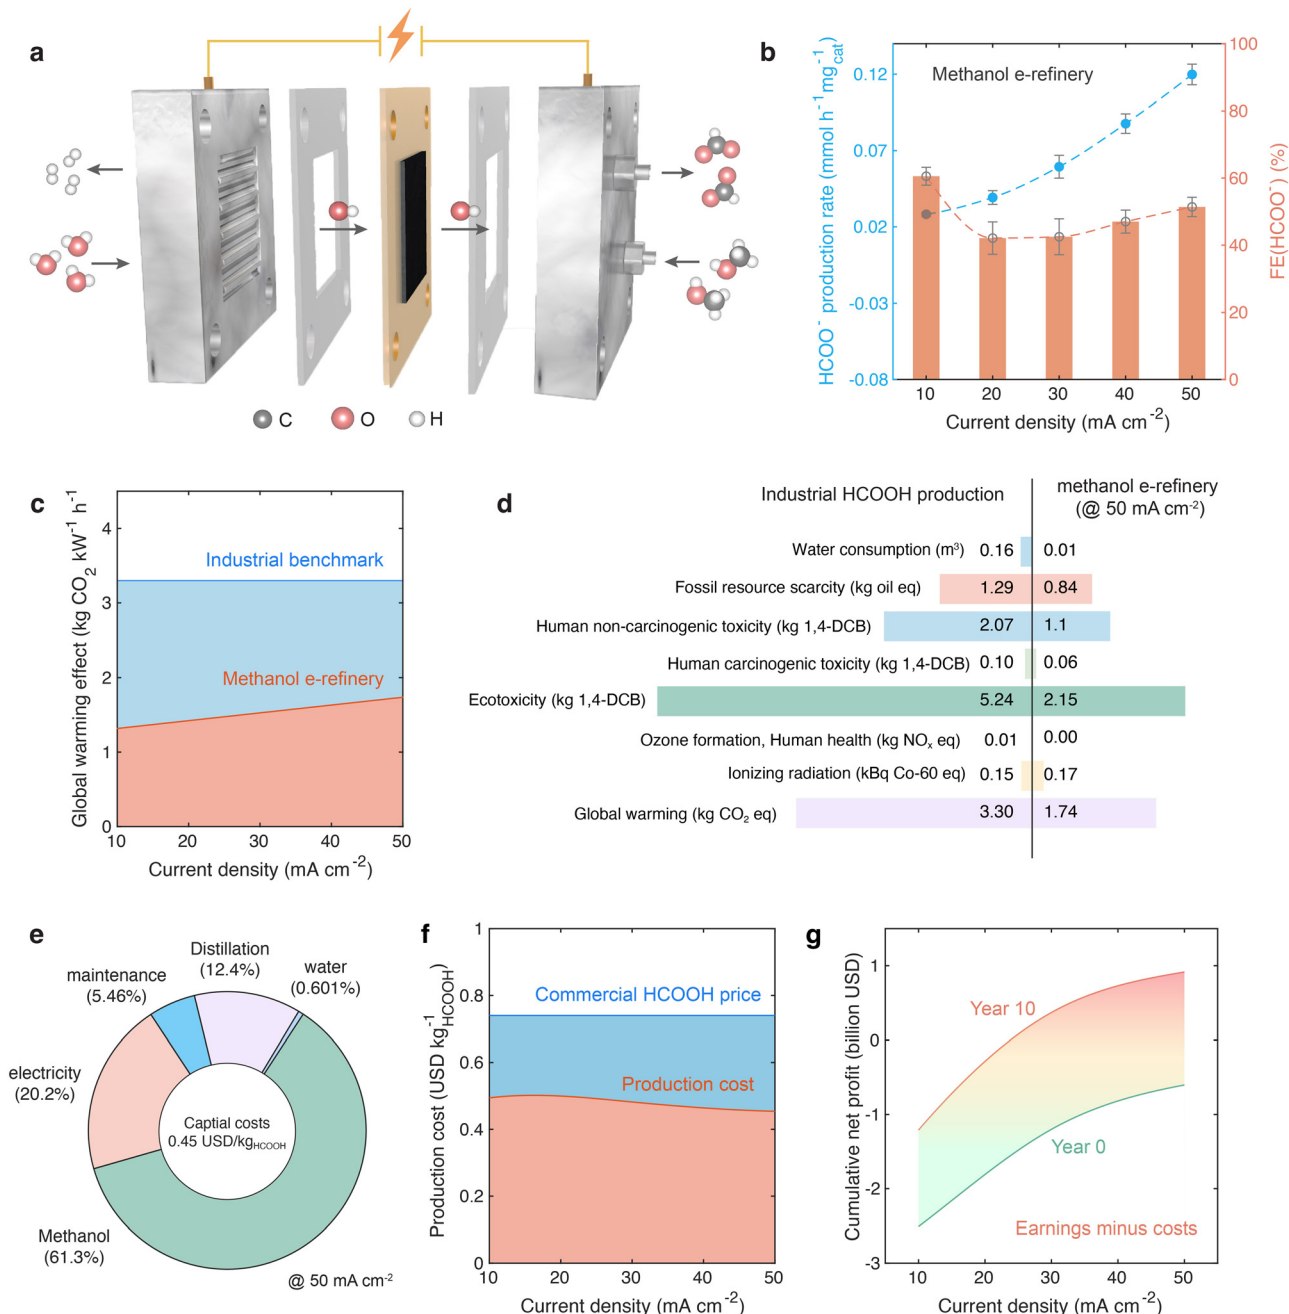 a
C
O
H
b
Methanol e-refinery
HCOO⁻ production rate (mmol h⁻¹ mg⁻¹cat)
0.12
0.07
0.02
-0.03
-0.08
100
80
60
40
20
0
FE(HCOO⁻) (%)
10 20 30 40 50
Current density (mA cm⁻²)
c
Global warming effect (kg CO₂ kW⁻¹ h⁻¹)
4
3
2
1
0
Industrial benchmark
Methanol e-refinery
10 20 30 40 50
Current density (mA cm⁻²)
d
Industrial HCOOH production
methanol e-refinery
(@ 50 mA cm⁻²)
Water consumption (m³) 0.16 0.01
Fossil resource scarcity (kg oil eq) 1.29 0.84
Human non-carcinogenic toxicity (kg 1,4-DCB) 2.07 1.1
Human carcinogenic toxicity (kg 1,4-DCB) 0.10 0.06
Ecotoxicity (kg 1,4-DCB) 5.24 2.15
Ozone formation, Human health (kg NOₓ eq) 0.01 0.00
Ionizing radiation (kBq Co-60 eq) 0.15 0.17
Global warming (kg CO₂ eq) 3.30 1.74
e
Distillation
(12.4%)
water
(0.601%)
maintenance
(5.46%)
electricity
(20.2%)
Captial costs
0.45 USD/kgHCOOH
Methanol
(61.3%)
@ 50 mA cm⁻²
f
Production cost (USD kg⁻¹HCOOH)
1
0.8
0.6
0.4
0.2
0
Commercial HCOOH price
Production cost
10 20 30 40 50
Current density (mA cm⁻²)
g
Cumulative net profit (billion USD)
1
0
-1
-2
-3
Year 10
Year 0
Earnings minus costs
10 20 30 40 50
Current density (mA cm⁻²)